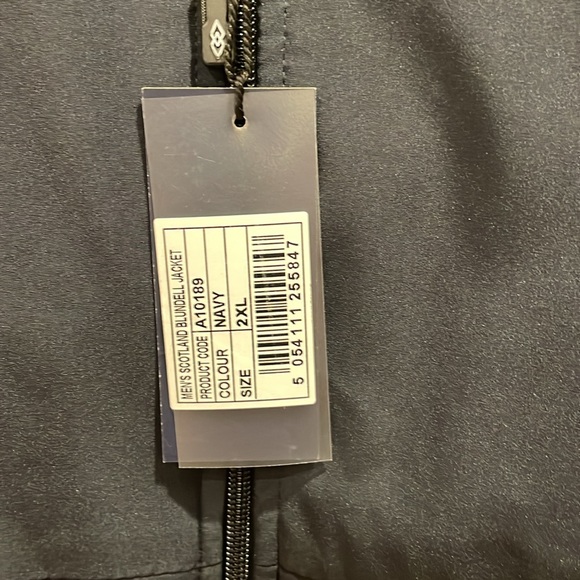 MEN'S SCOTLAND BLUNDELL JACKET
PRODUCT CODE A10189
COLOUR NAVY
SIZE 2XL
5 054111 255847